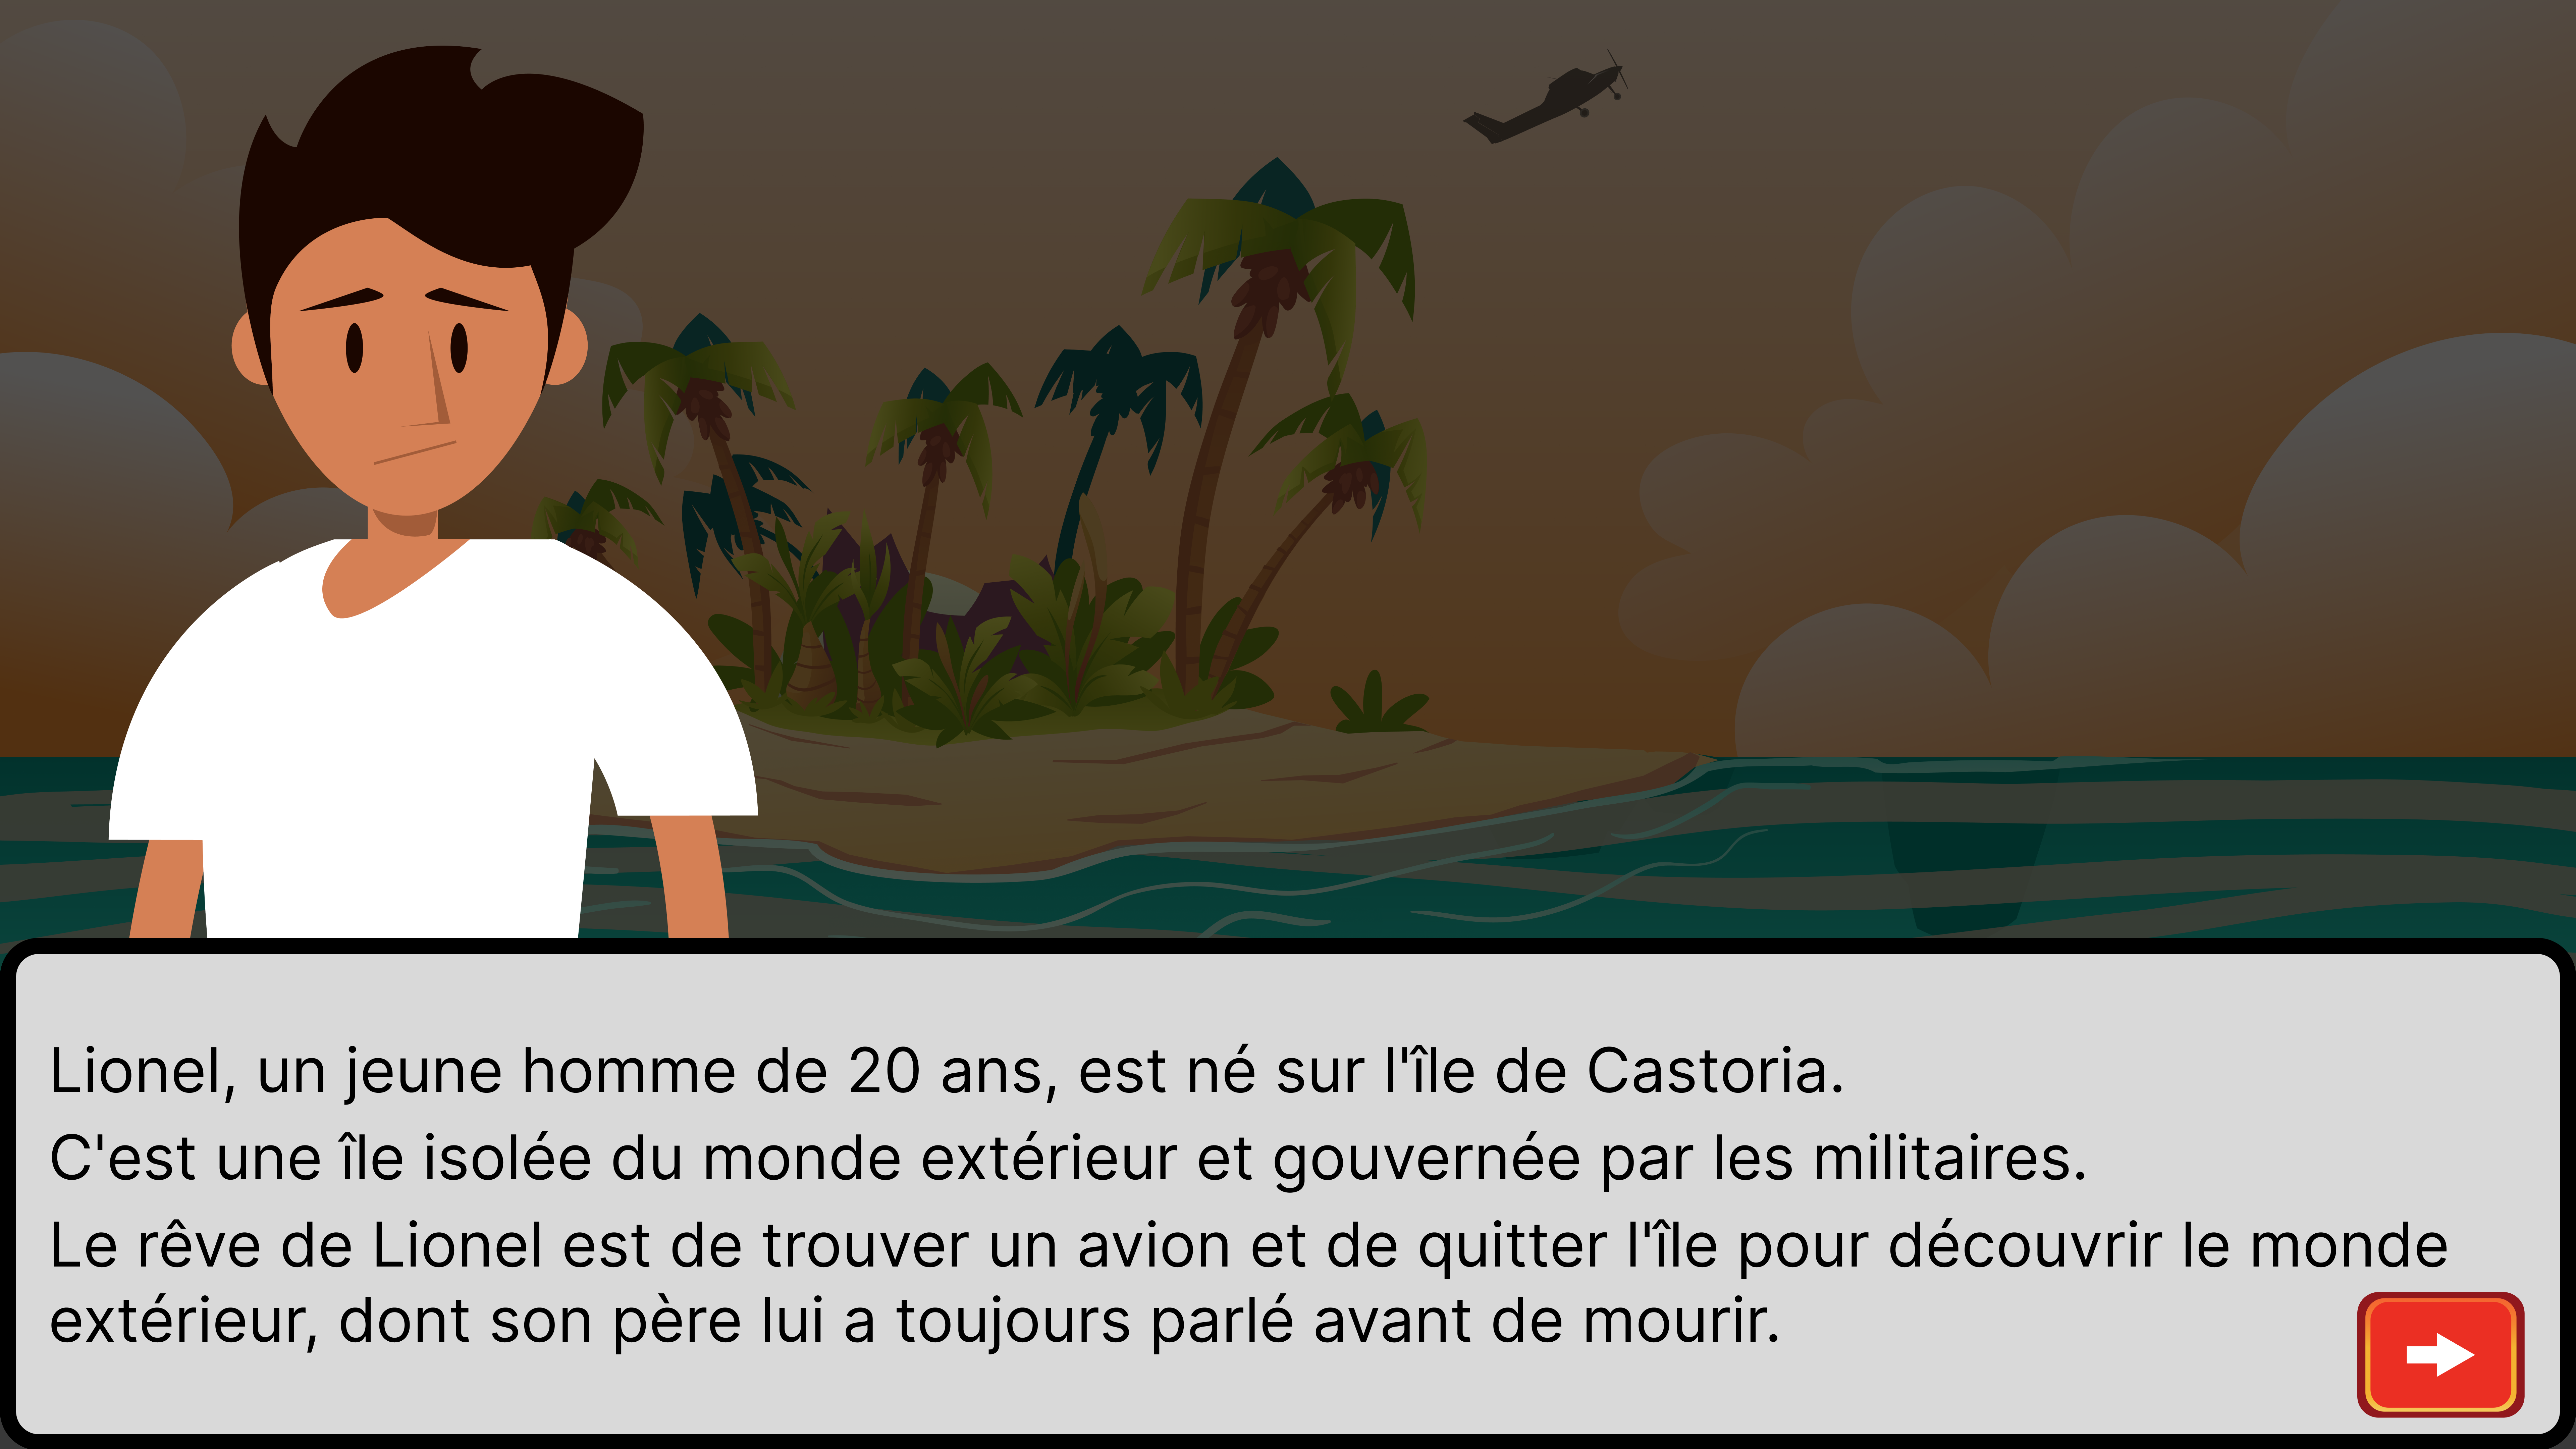 Lionel, un jeune homme de 20 ans, est né sur l'île de Castoria.
C'est une île isolée du monde extérieur et gouvernée par les militaires.
Le rêve de Lionel est de trouver un avion et de quitter l'île pour découvrir le monde
extérieur, dont son père lui a toujours parlé avant de mourir.